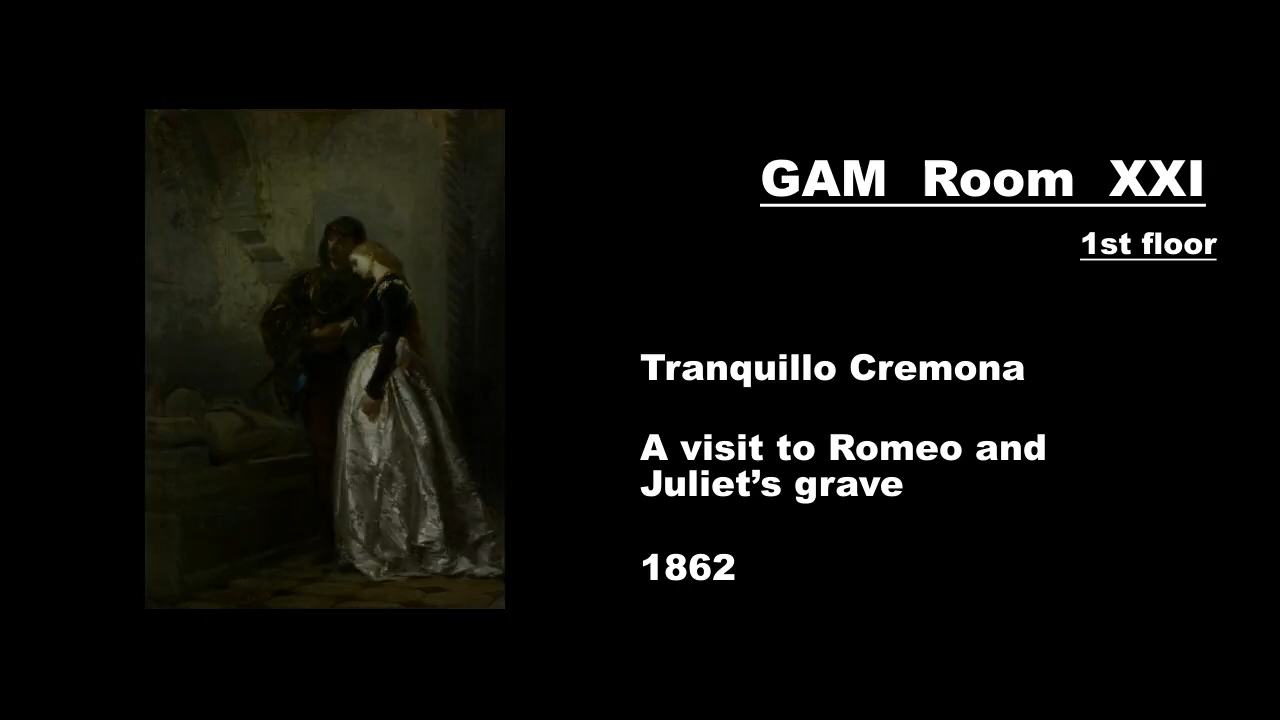 GAM Room XXI
1st floor
Tranquillo Cremona
A visit to Romeo and
Juliet’s grave
1862